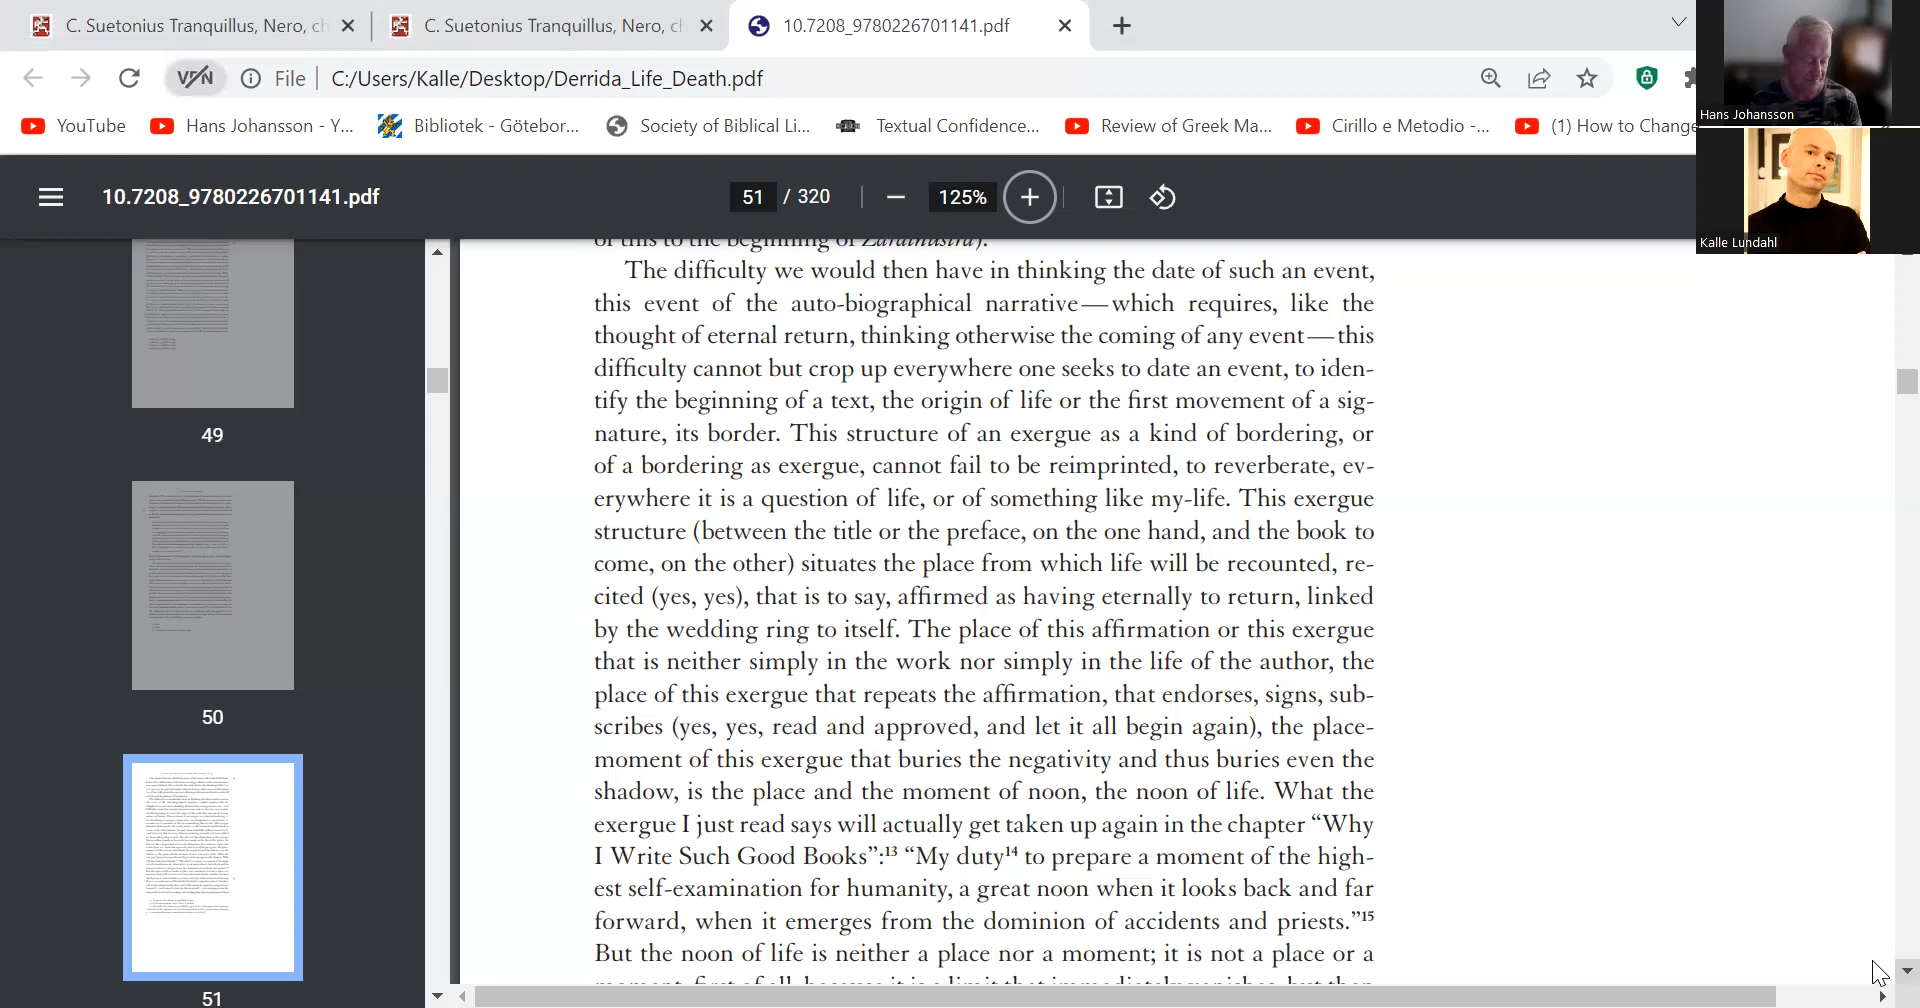 C. Suetonius Tranquillus, Nero, ch
C. Suetonius Tranquillus, Nero, ch
10.7208_9780226701141.pdf
VPN
File
C:/Users/Kalle/Desktop/Derrida_Life_Death.pdf
YouTube
Hans Johansson - Y...
Bibliotek - Götebor...
Society of Biblical Li...
Textual Confidence...
Review of Greek Ma...
Cirillo e Metodio -...
(1) How to Change
Hans Johansson
Kalle Lundahl
10.7208_9780226701141.pdf
51 / 320
125%
49
50
51
of this to the beginning of Zarathustra).
The difficulty we would then have in thinking the date of such an event,
this event of the auto-biographical narrative—which requires, like the
thought of eternal return, thinking otherwise the coming of any event—this
difficulty cannot but crop up everywhere one seeks to date an event, to iden-
tify the beginning of a text, the origin of life or the first movement of a sig-
nature, its border. This structure of an exergue as a kind of bordering, or
of a bordering as exergue, cannot fail to be reimprinted, to reverberate, ev-
erywhere it is a question of life, or of something like my-life. This exergue
structure (between the title or the preface, on the one hand, and the book to
come, on the other) situates the place from which life will be recounted, re-
cited (yes, yes), that is to say, affirmed as having eternally to return, linked
by the wedding ring to itself. The place of this affirmation or this exergue
that is neither simply in the work nor simply in the life of the author, the
place of this exergue that repeats the affirmation, that endorses, signs, sub-
scribes (yes, yes, read and approved, and let it all begin again), the place-
moment of this exergue that buries the negativity and thus buries even the
shadow, is the place and the moment of noon, the noon of life. What the
exergue I just read says will actually get taken up again in the chapter “Why
I Write Such Good Books”:13 “My duty14 to prepare a moment of the high-
est self-examination for humanity, a great noon when it looks back and far
forward, when it emerges from the dominion of accidents and priests.”15
But the noon of life is neither a place nor a moment; it is not a place or a
moment, first of all, because it is a limit that immediately vanishes, but then